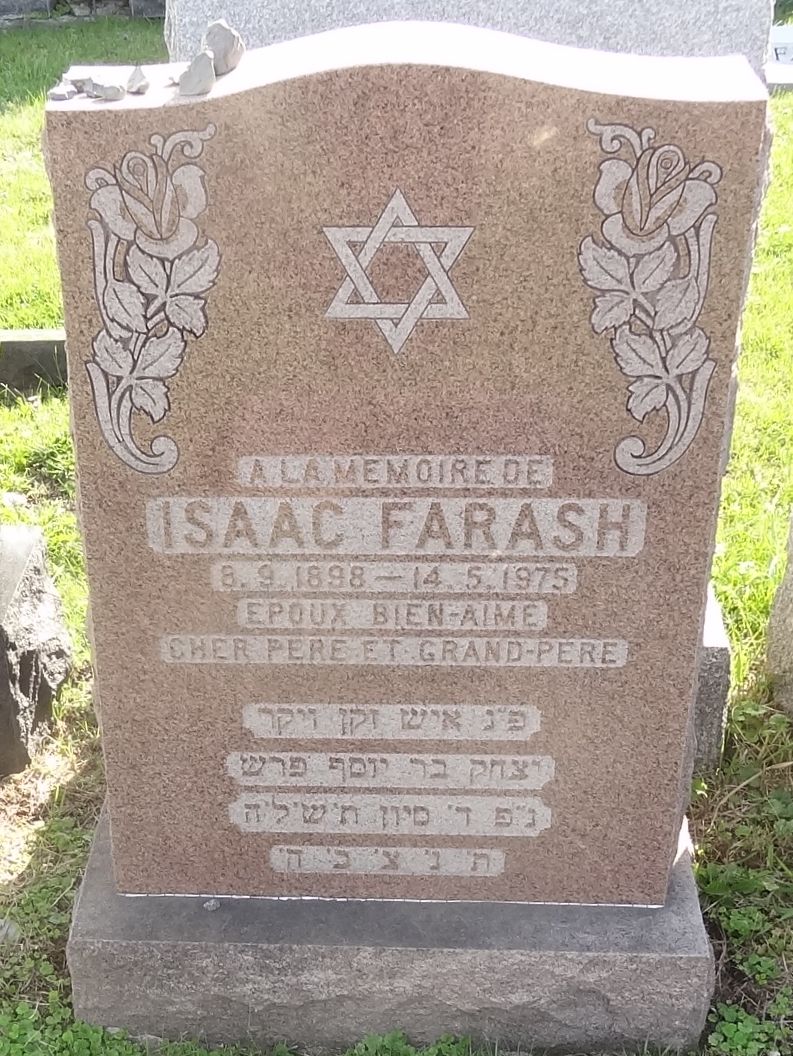 A LA MEMOIRE DE
ISAAC FARASH
8.9.1898 — 14.5.1975
EPOUX BIEN-AIME
CHER PERE ET GRAND-PERE
פ״נ איש זקן ויקר
יצחק בר יוסף פרש
נ״פ ד׳ סיון ת׳ש׳ל׳ה
ת׳ נ׳ צ׳ ב׳ ה׳